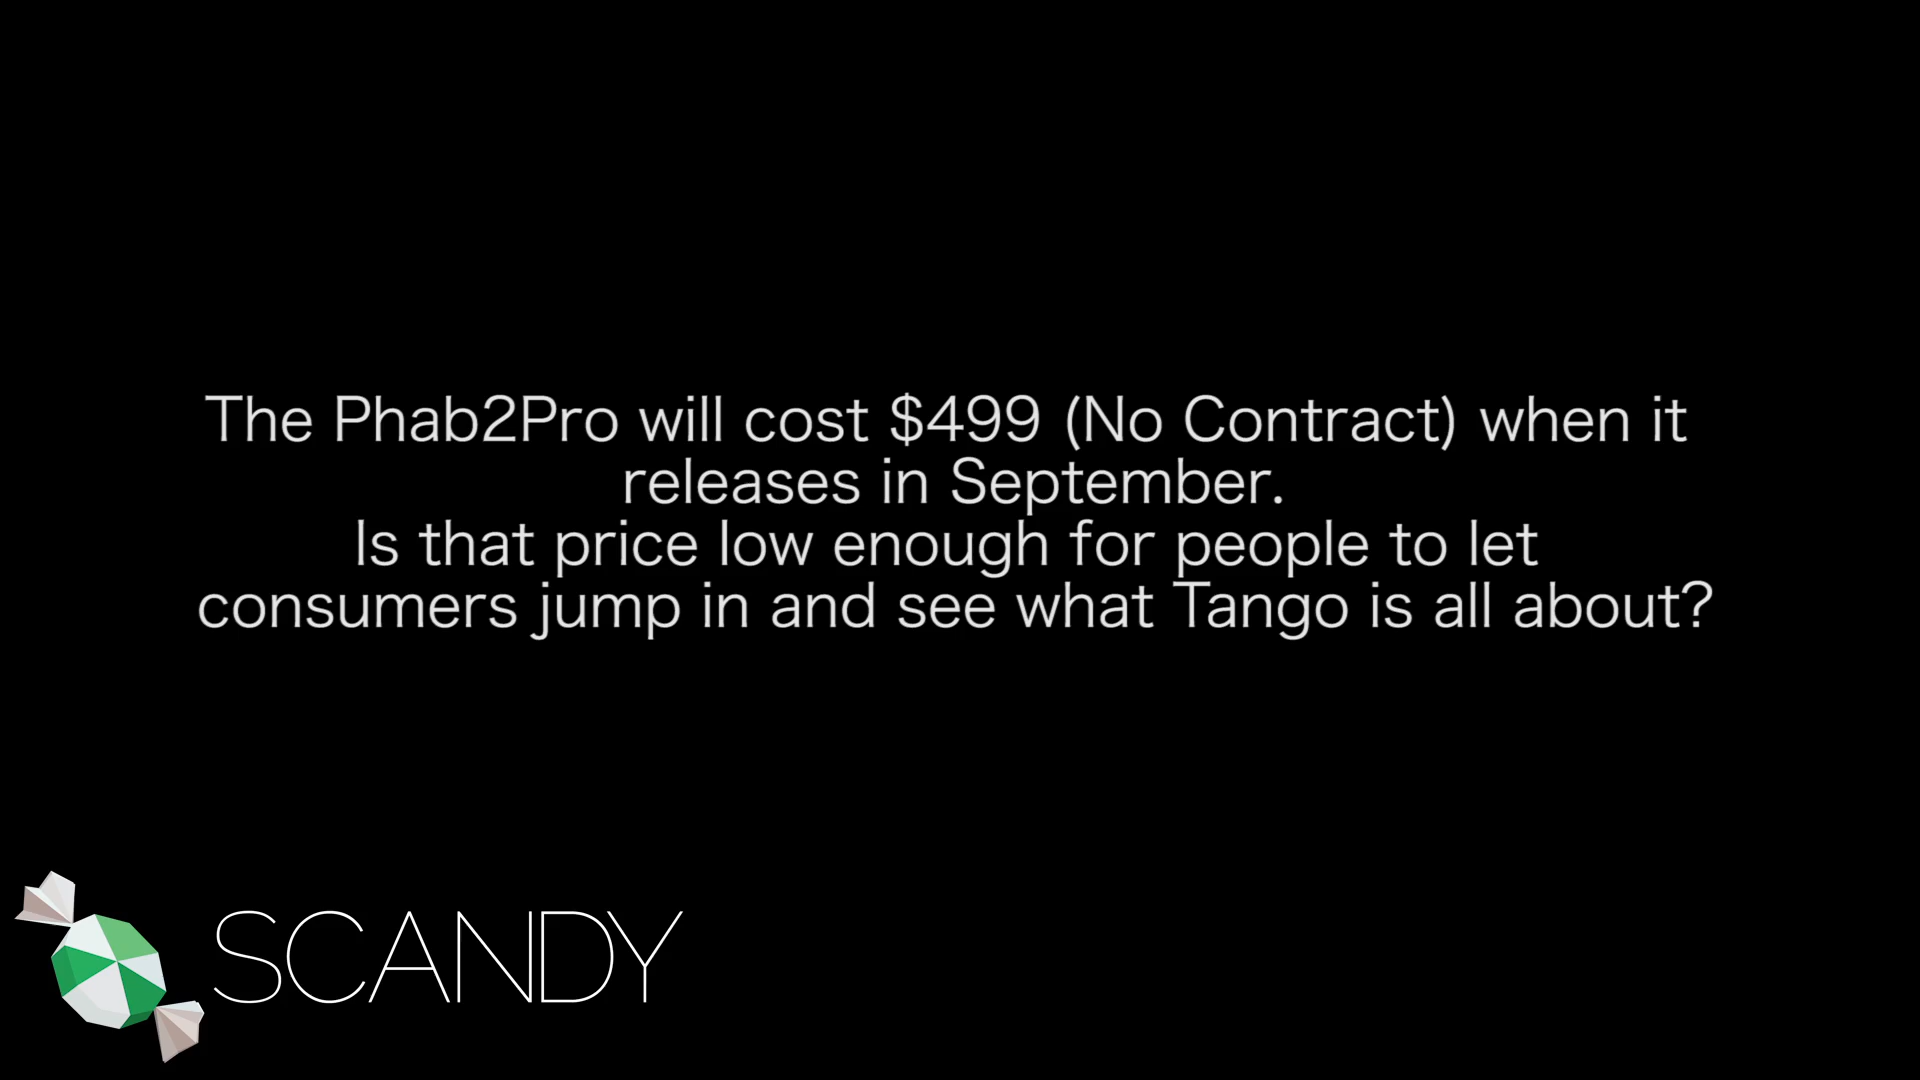 The Phab2Pro will cost $499 (No Contract) when it
releases in September.
Is that price low enough for people to let
consumers jump in and see what Tango is all about?
SCANDY